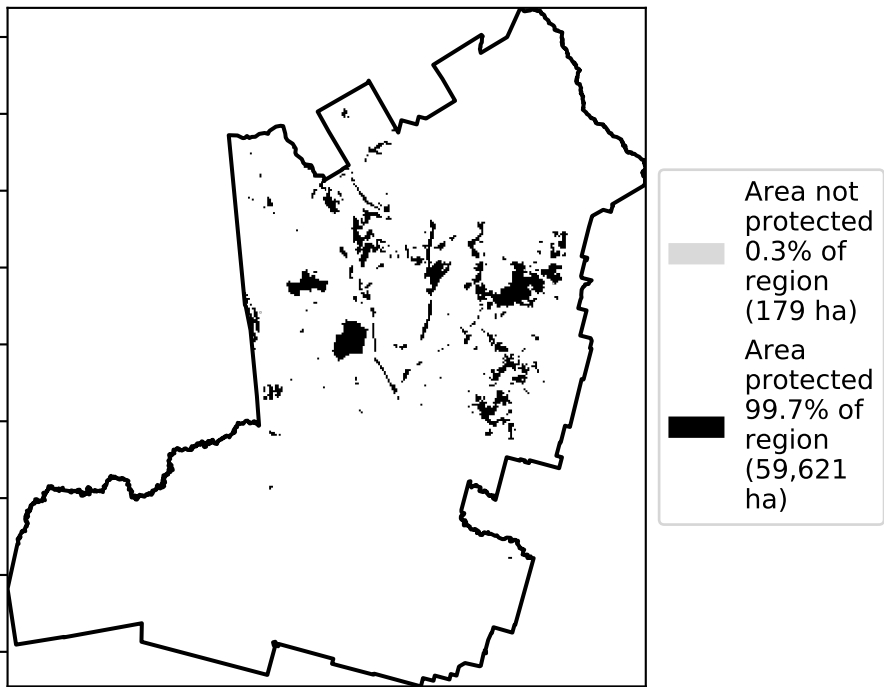 Area not
protected
0.3% of
region
(179 ha)
Area
protected
99.7% of
region
(59,621
ha)